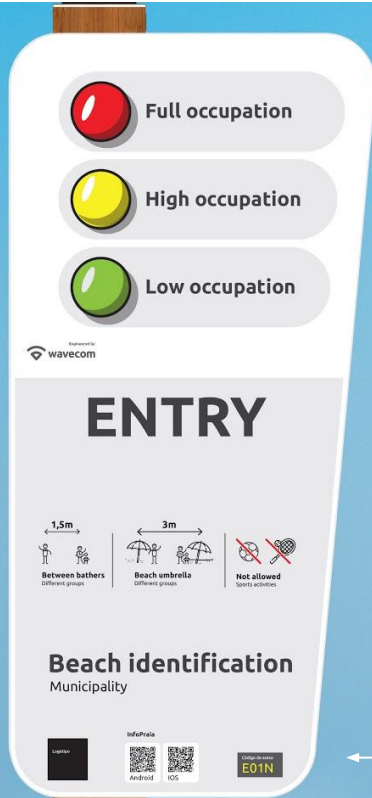 Full occupation
High occupation
Low occupation
Engineered by
wavecom
ENTRY
1,5m
3m
Between bathers
Different groups
Beach umbrella
Different groups
Not allowed
Sports activities
Beach identification
Municipality
InfoPraia
Logótipo
Android
IOS
Código de acesso
E01N